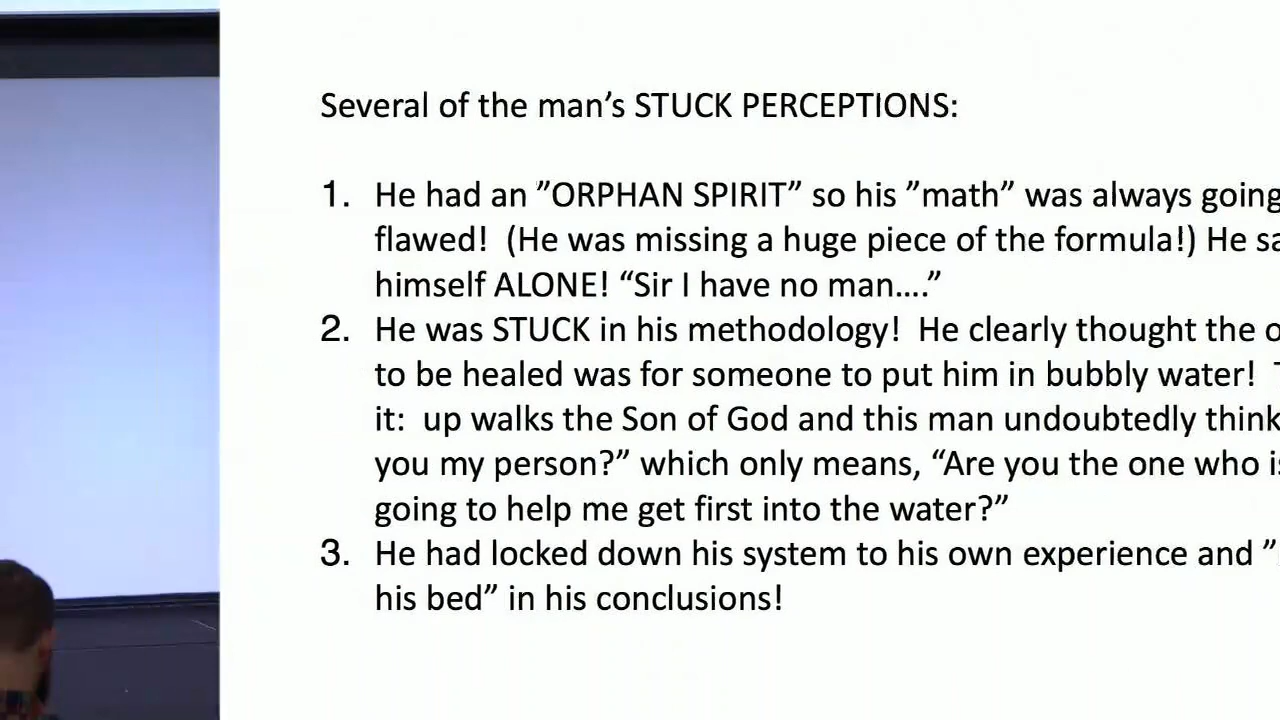 Several of the man’s STUCK PERCEPTIONS:
1. He had an ”ORPHAN SPIRIT” so his ”math” was always going
flawed!  (He was missing a huge piece of the formula!) He
himself ALONE! “Sir I have no man….”
2. He was STUCK in his methodology!  He clearly thought the
to be healed was for someone to put him in bubbly water!
it:  up walks the Son of God and this man undoubtedly think
you my person?” which only means, “Are you the one who
going to help me get first into the water?”
3. He had locked down his system to his own experience and
his bed” in his conclusions!